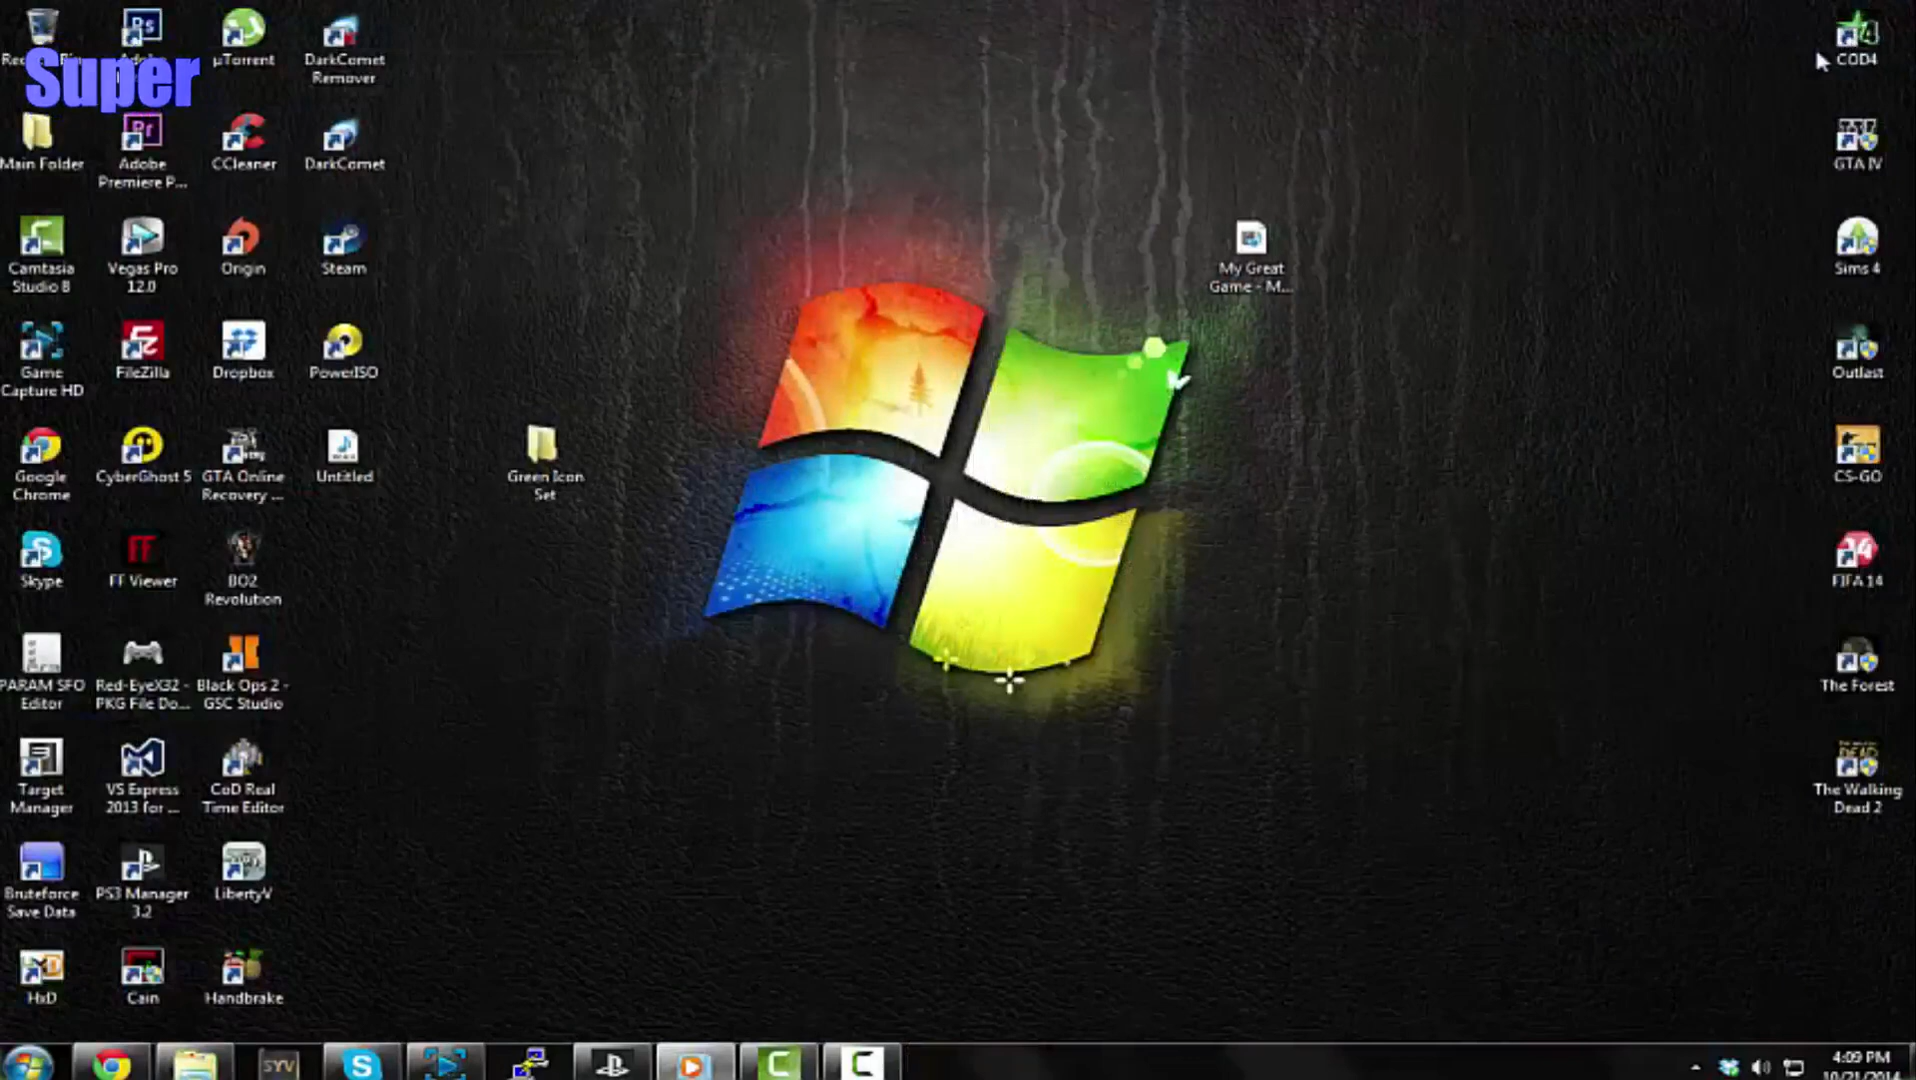 Super
Adobe
µTorrent
DarkComet
Remover
Main Folder
Adobe
Premiere P...
CCleaner
DarkComet
Camtasia
Studio 8
Vegas Pro
12.0
Origin
Steam
Game
Capture HD
FileZilla
Dropbox
PowerISO
Google
Chrome
CyberGhost 5
GTA Online
Recovery ...
Untitled
Skype
FF Viewer
BO2
Revolution
PARAM SFO
Editor
Red-EyeX32 -
PKG File Do...
Black Ops 2 -
GSC Studio
Target
Manager
VS Express
2013 for ...
CoD Real
Time Editor
Bruteforce
Save Data
PS3 Manager
3.2
LibertyV
HxD
Cain
Handbrake
Green Icon
Set
My Great
Game - M...
COD4
GTA IV
Sims 4
Outlast
CS-GO
FIFA 14
The Forest
The Walking
Dead 2
SYV
4:09 PM
10/21/2014